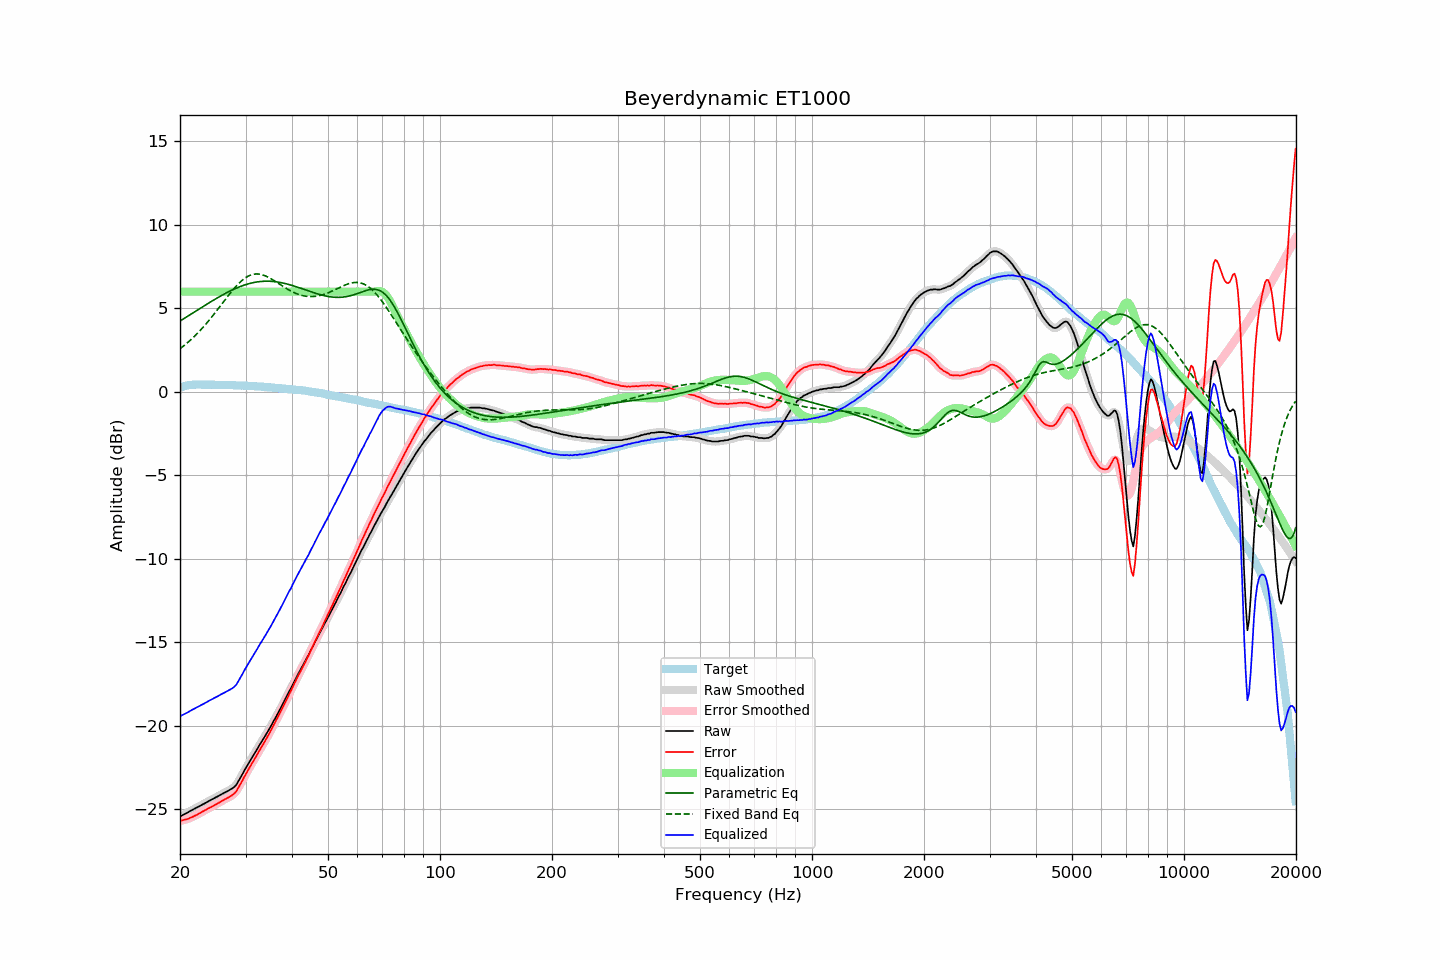 Beyerdynamic ET1000
Amplitude (dBr)
15
10
5
0
−5
−10
−15
−20
−25
Target
Raw Smoothed
Error Smoothed
Raw
Error
Equalization
Parametric Eq
Fixed Band Eq
Equalized
20 50 100 200 500 1000 2000 5000 10000 20000
Frequency (Hz)